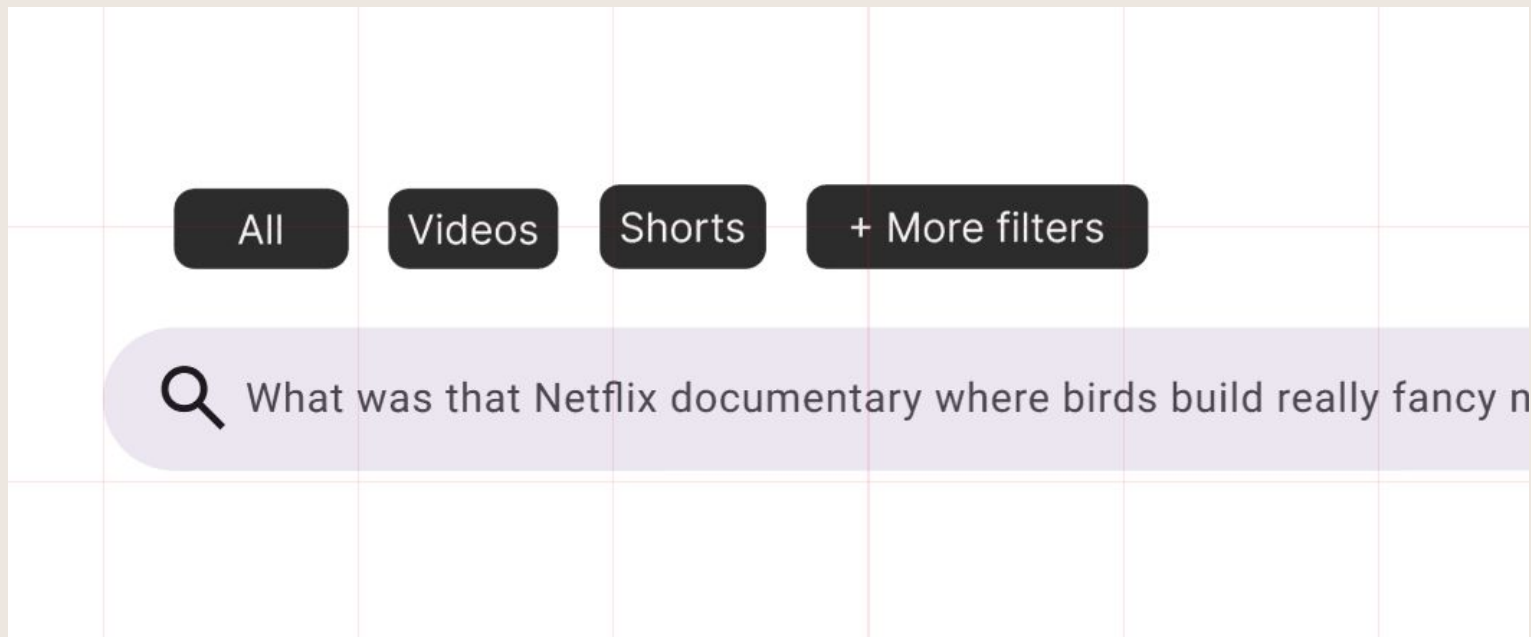 All Videos Shorts + More filters
What was that Netflix documentary where birds build really fancy n